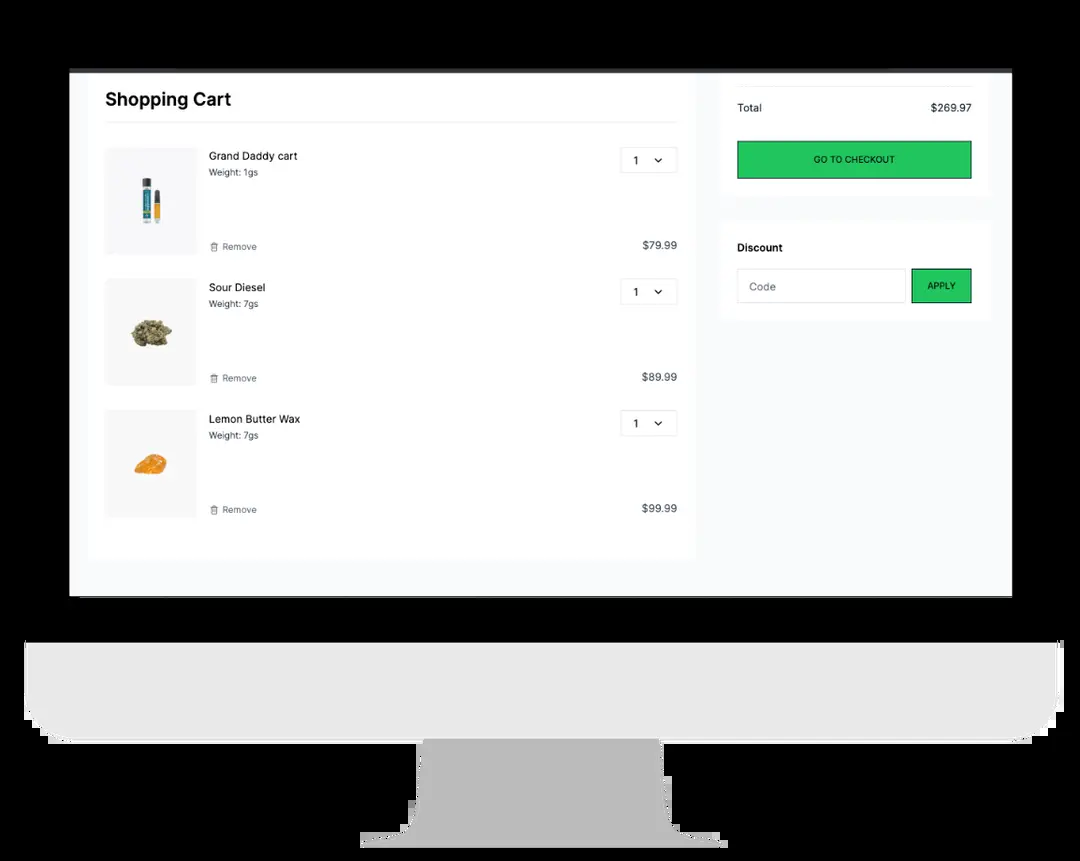 Shopping Cart
Grand Daddy cart
Weight: 1gs
1
Remove
$79.99
Sour Diesel
Weight: 7gs
1
Remove
$89.99
Lemon Butter Wax
Weight: 7gs
1
Remove
$99.99
Total $269.97
GO TO CHECKOUT
Discount
Code
APPLY